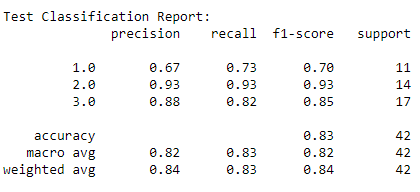 Test Classification Report:
precision recall f1-score support
1.0 0.67 0.73 0.70 11
2.0 0.93 0.93 0.93 14
3.0 0.88 0.82 0.85 17
accuracy 0.83 42
macro avg 0.82 0.83 0.82 42
weighted avg 0.84 0.83 0.84 42